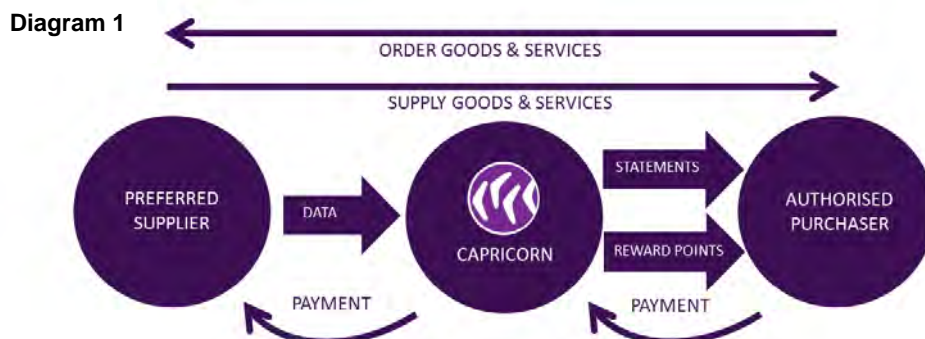 Diagram 1
ORDER GOODS & SERVICES
SUPPLY GOODS & SERVICES
PREFERRED
SUPPLIER
DATA
CAPRICORN
STATEMENTS
REWARD POINTS
AUTHORISED
PURCHASER
PAYMENT
PAYMENT